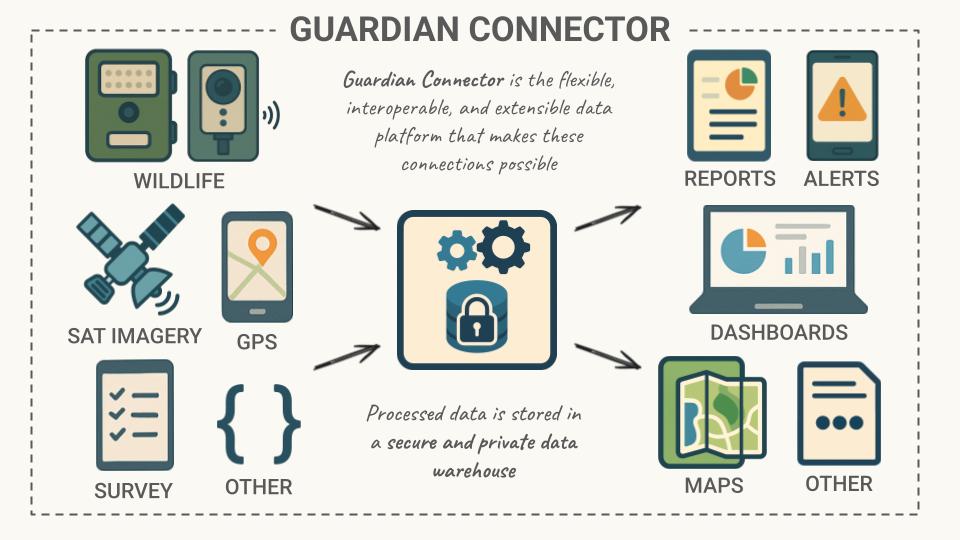 GUARDIAN CONNECTOR
Guardian Connector is the flexible,
interoperable, and extensible data
platform that makes these
connections possible
WILDLIFE
REPORTS
ALERTS
SAT IMAGERY
GPS
DASHBOARDS
Processed data is stored in
a secure and private data
warehouse
SURVEY
OTHER
MAPS
OTHER